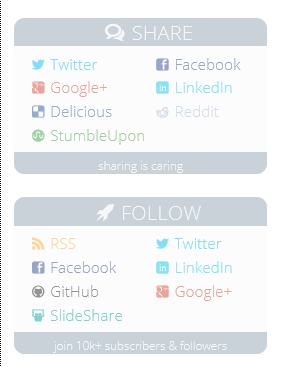 SHARE
Twitter Facebook
Google+ LinkedIn
Delicious Reddit
StumbleUpon
sharing is caring
FOLLOW
RSS Twitter
Facebook LinkedIn
GitHub Google+
SlideShare
join 10k+ subscribers & followers